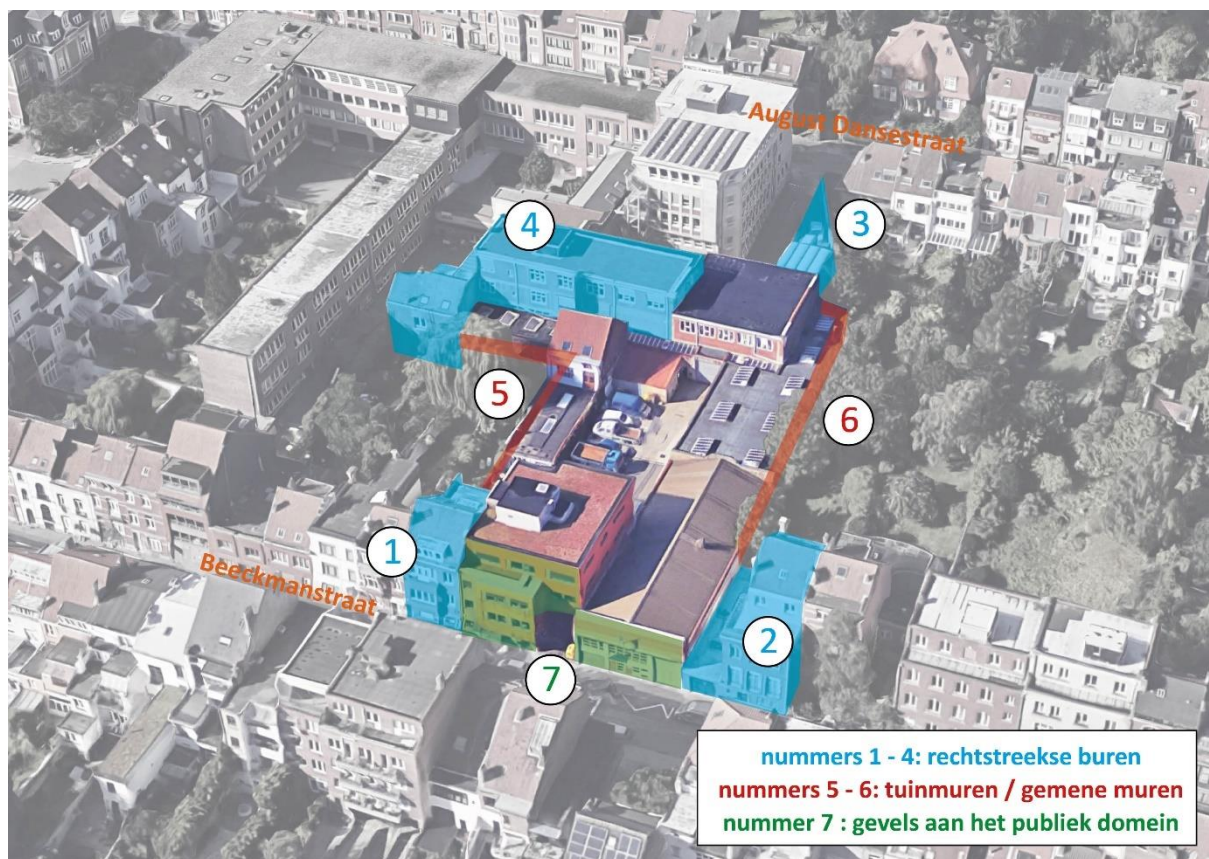 August Dansestraat
4
3
5
6
1
Beeckmanstraat
2
7
nummers 1 - 4: rechtstreekse buren
nummers 5 - 6: tuinmuren / gemene muren
nummer 7 : gevels aan het publiek domein